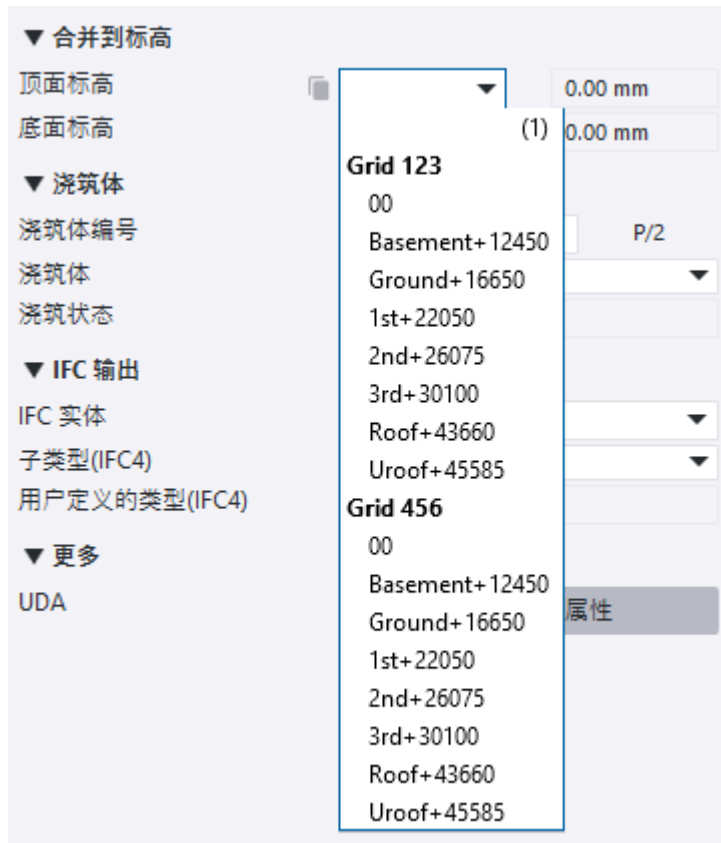 ▼ 合并到标高
顶面标高 0.00 mm
底面标高 (1) 0.00 mm
Grid 123
▼ 浇筑体
00
浇筑体编号 Basement+12450 P/2
浇筑体 Ground+16650
浇筑状态 1st+22050
2nd+26075
▼ IFC 输出
3rd+30100
IFC 实体 Roof+43660
子类型(IFC4) Uroof+45585
用户定义的类型(IFC4) Grid 456
▼ 更多 00
Basement+12450
UDA Ground+16650 属性
1st+22050
2nd+26075
3rd+30100
Roof+43660
Uroof+45585